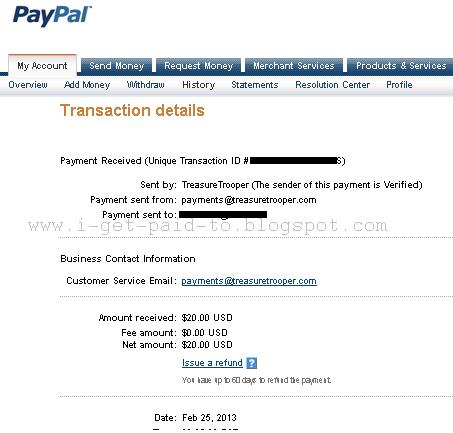 PayPal
My Account Send Money Request Money Merchant Services Products & Services
Overview Add Money Withdraw History Statements Resolution Center Profile
Transaction details
Payment Received (Unique Transaction ID # S)
Sent by: TreasureTrooper (The sender of this payment is Verified)
Payment sent from: payments@treasuretrooper.com
Payment sent to:
www.i-get-paid-to.blogspot.com
Business Contact Information
Customer Service Email: payments@treasuretrooper.com
Amount received: $20.00 USD
Fee amount: $0.00 USD
Net amount: $20.00 USD
Issue a refund ?
You have up to 60 days to refund the payment.
Date: Feb 25, 2013